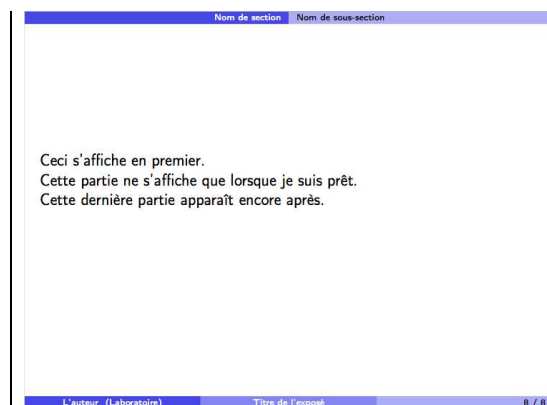 Nom de section Nom de sous-section
Ceci s'affiche en premier.
Cette partie ne s'affiche que lorsque je suis prêt.
Cette dernière partie apparaît encore après.
L'auteur (Laboratoire) Titre de l'exposé 8 / 8